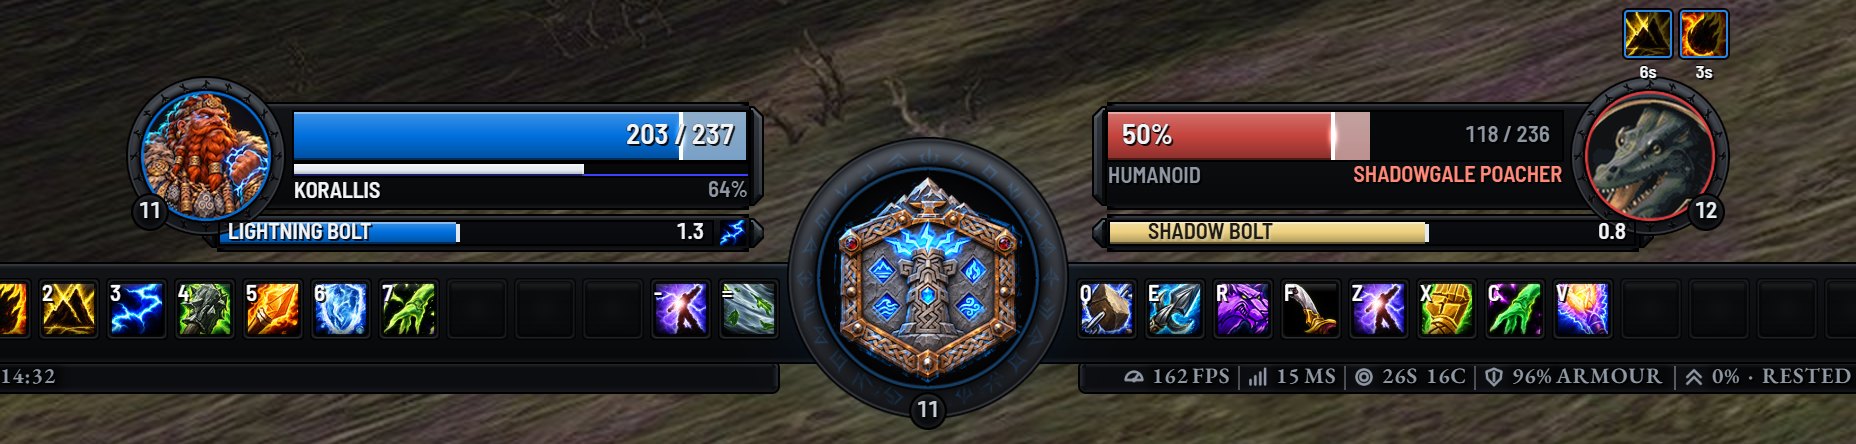 6s 3s
203 / 237
KORALLIS 64%
11
LIGHTNING BOLT 1.3
50% 118 / 236
HUMANOID SHADOWGALE POACHER
12
SHADOW BOLT 0.8
2 3 4 5 6 7 - =
Q E R F Z X C V
14:32
11
162 FPS | 15 MS | 26S 16C | 96% ARMOUR | 0% · RESTED